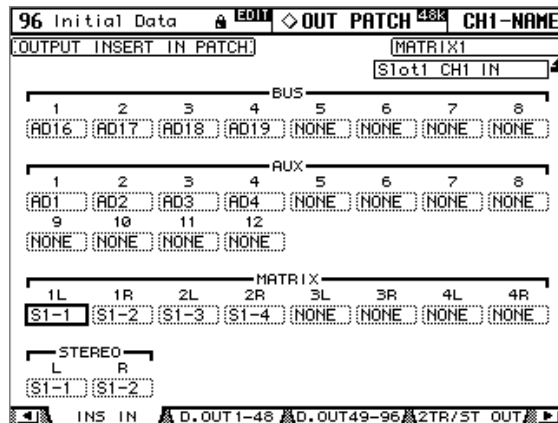 96 Initial Data EDIT ◇OUT PATCH 48K CH1-NAME
OUTPUT INSERT IN PATCH MATRIX1
Slot1 CH1 IN
BUS
1 2 3 4 5 6 7 8
AD16 AD17 AD18 AD19 NONE NONE NONE NONE
AUX
1 2 3 4 5 6 7 8
AD1 AD2 AD3 AD4 NONE NONE NONE NONE
9 10 11 12
NONE NONE NONE NONE
MATRIX
1L 1R 2L 2R 3L 3R 4L 4R
S1-1 S1-2 S1-3 S1-4 NONE NONE NONE NONE
STEREO
L R
S1-1 S1-2
INS IN D.OUT1-48 D.OUT49-96 2TR/ST OUT